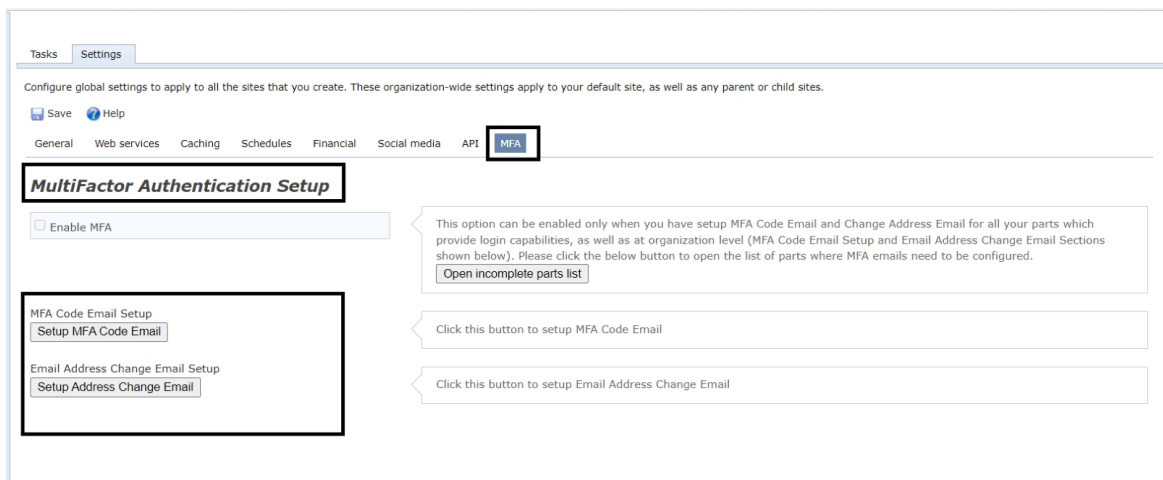 Tasks Settings
Configure global settings to apply to all the sites that you create. These organization-wide settings apply to your default site, as well as any parent or child sites.
Save Help
General Web services Caching Schedules Financial Social media API MFA
MultiFactor Authentication Setup
Enable MFA
This option can be enabled only when you have setup MFA Code Email and Change Address Email for all your parts which
provide login capabilities, as well as at organization level (MFA Code Email Setup and Email Address Change Email Sections
shown below). Please click the below button to open the list of parts where MFA emails need to be configured.
Open incomplete parts list
MFA Code Email Setup
Setup MFA Code Email
Click this button to setup MFA Code Email
Email Address Change Email Setup
Setup Address Change Email
Click this button to setup Email Address Change Email